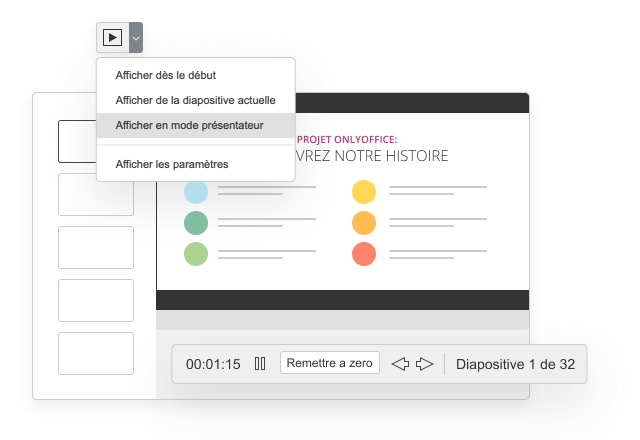 Afficher dès le début
Afficher de la diapositive actuelle
Afficher en mode présentateur
Afficher les paramètres
PROJET ONLYOFFICE:
VREZ NOTRE HISTOIRE
00:01:15
Remettre a zero
Diapositive 1 de 32